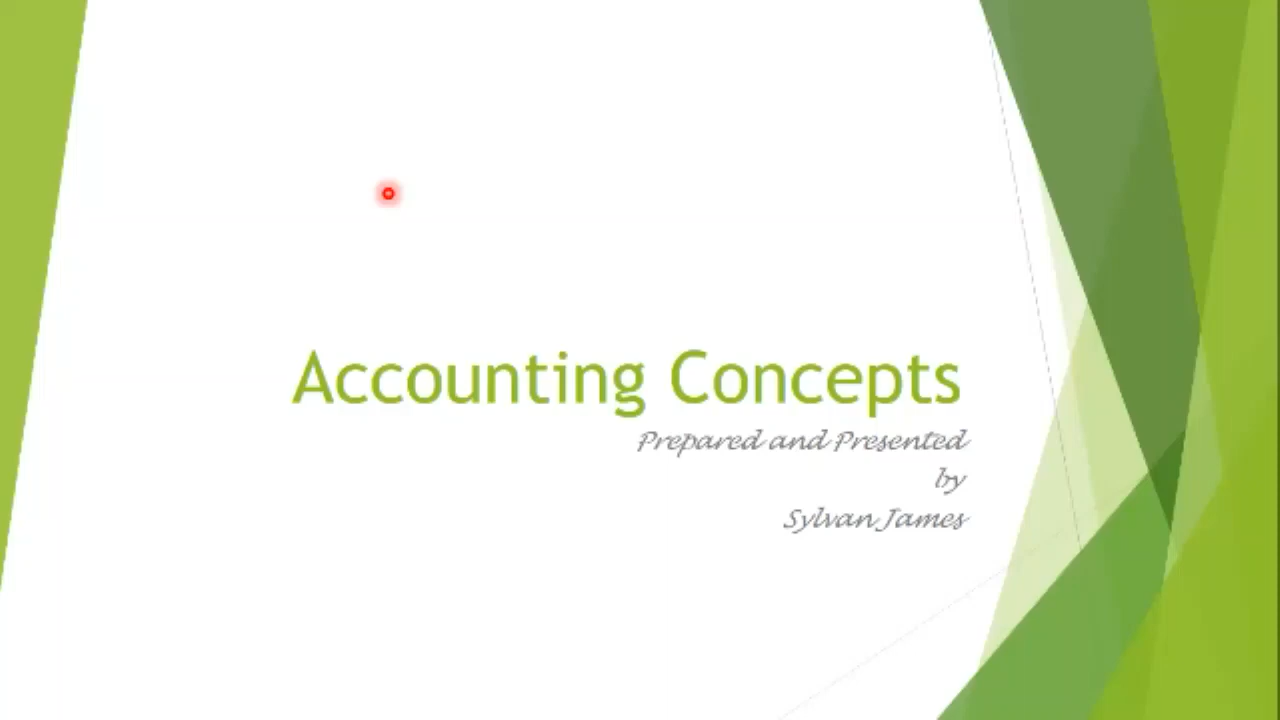 Accounting Concepts
Prepared and Presented
by
Sylvan James